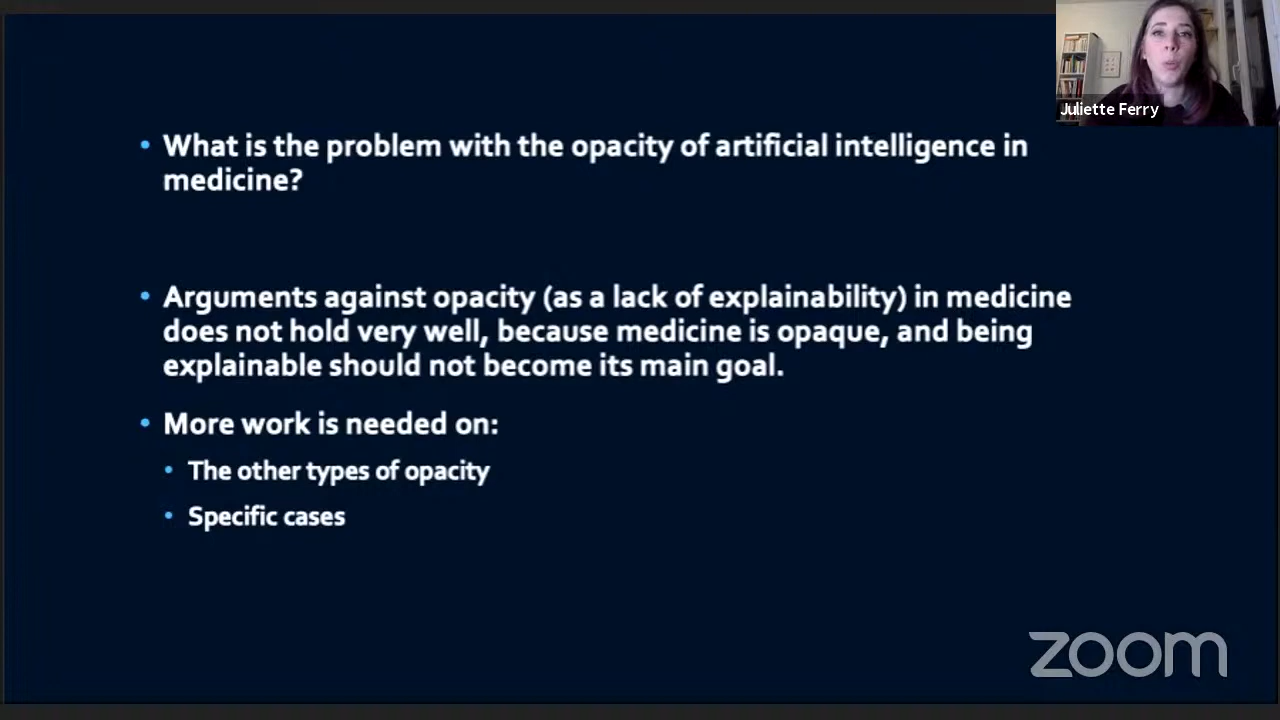 Juliette Ferry
• What is the problem with the opacity of artificial intelligence in
medicine?
• Arguments against opacity (as a lack of explainability) in medicine
does not hold very well, because medicine is opaque, and being
explainable should not become its main goal.
• More work is needed on:
• The other types of opacity
• Specific cases
zoom